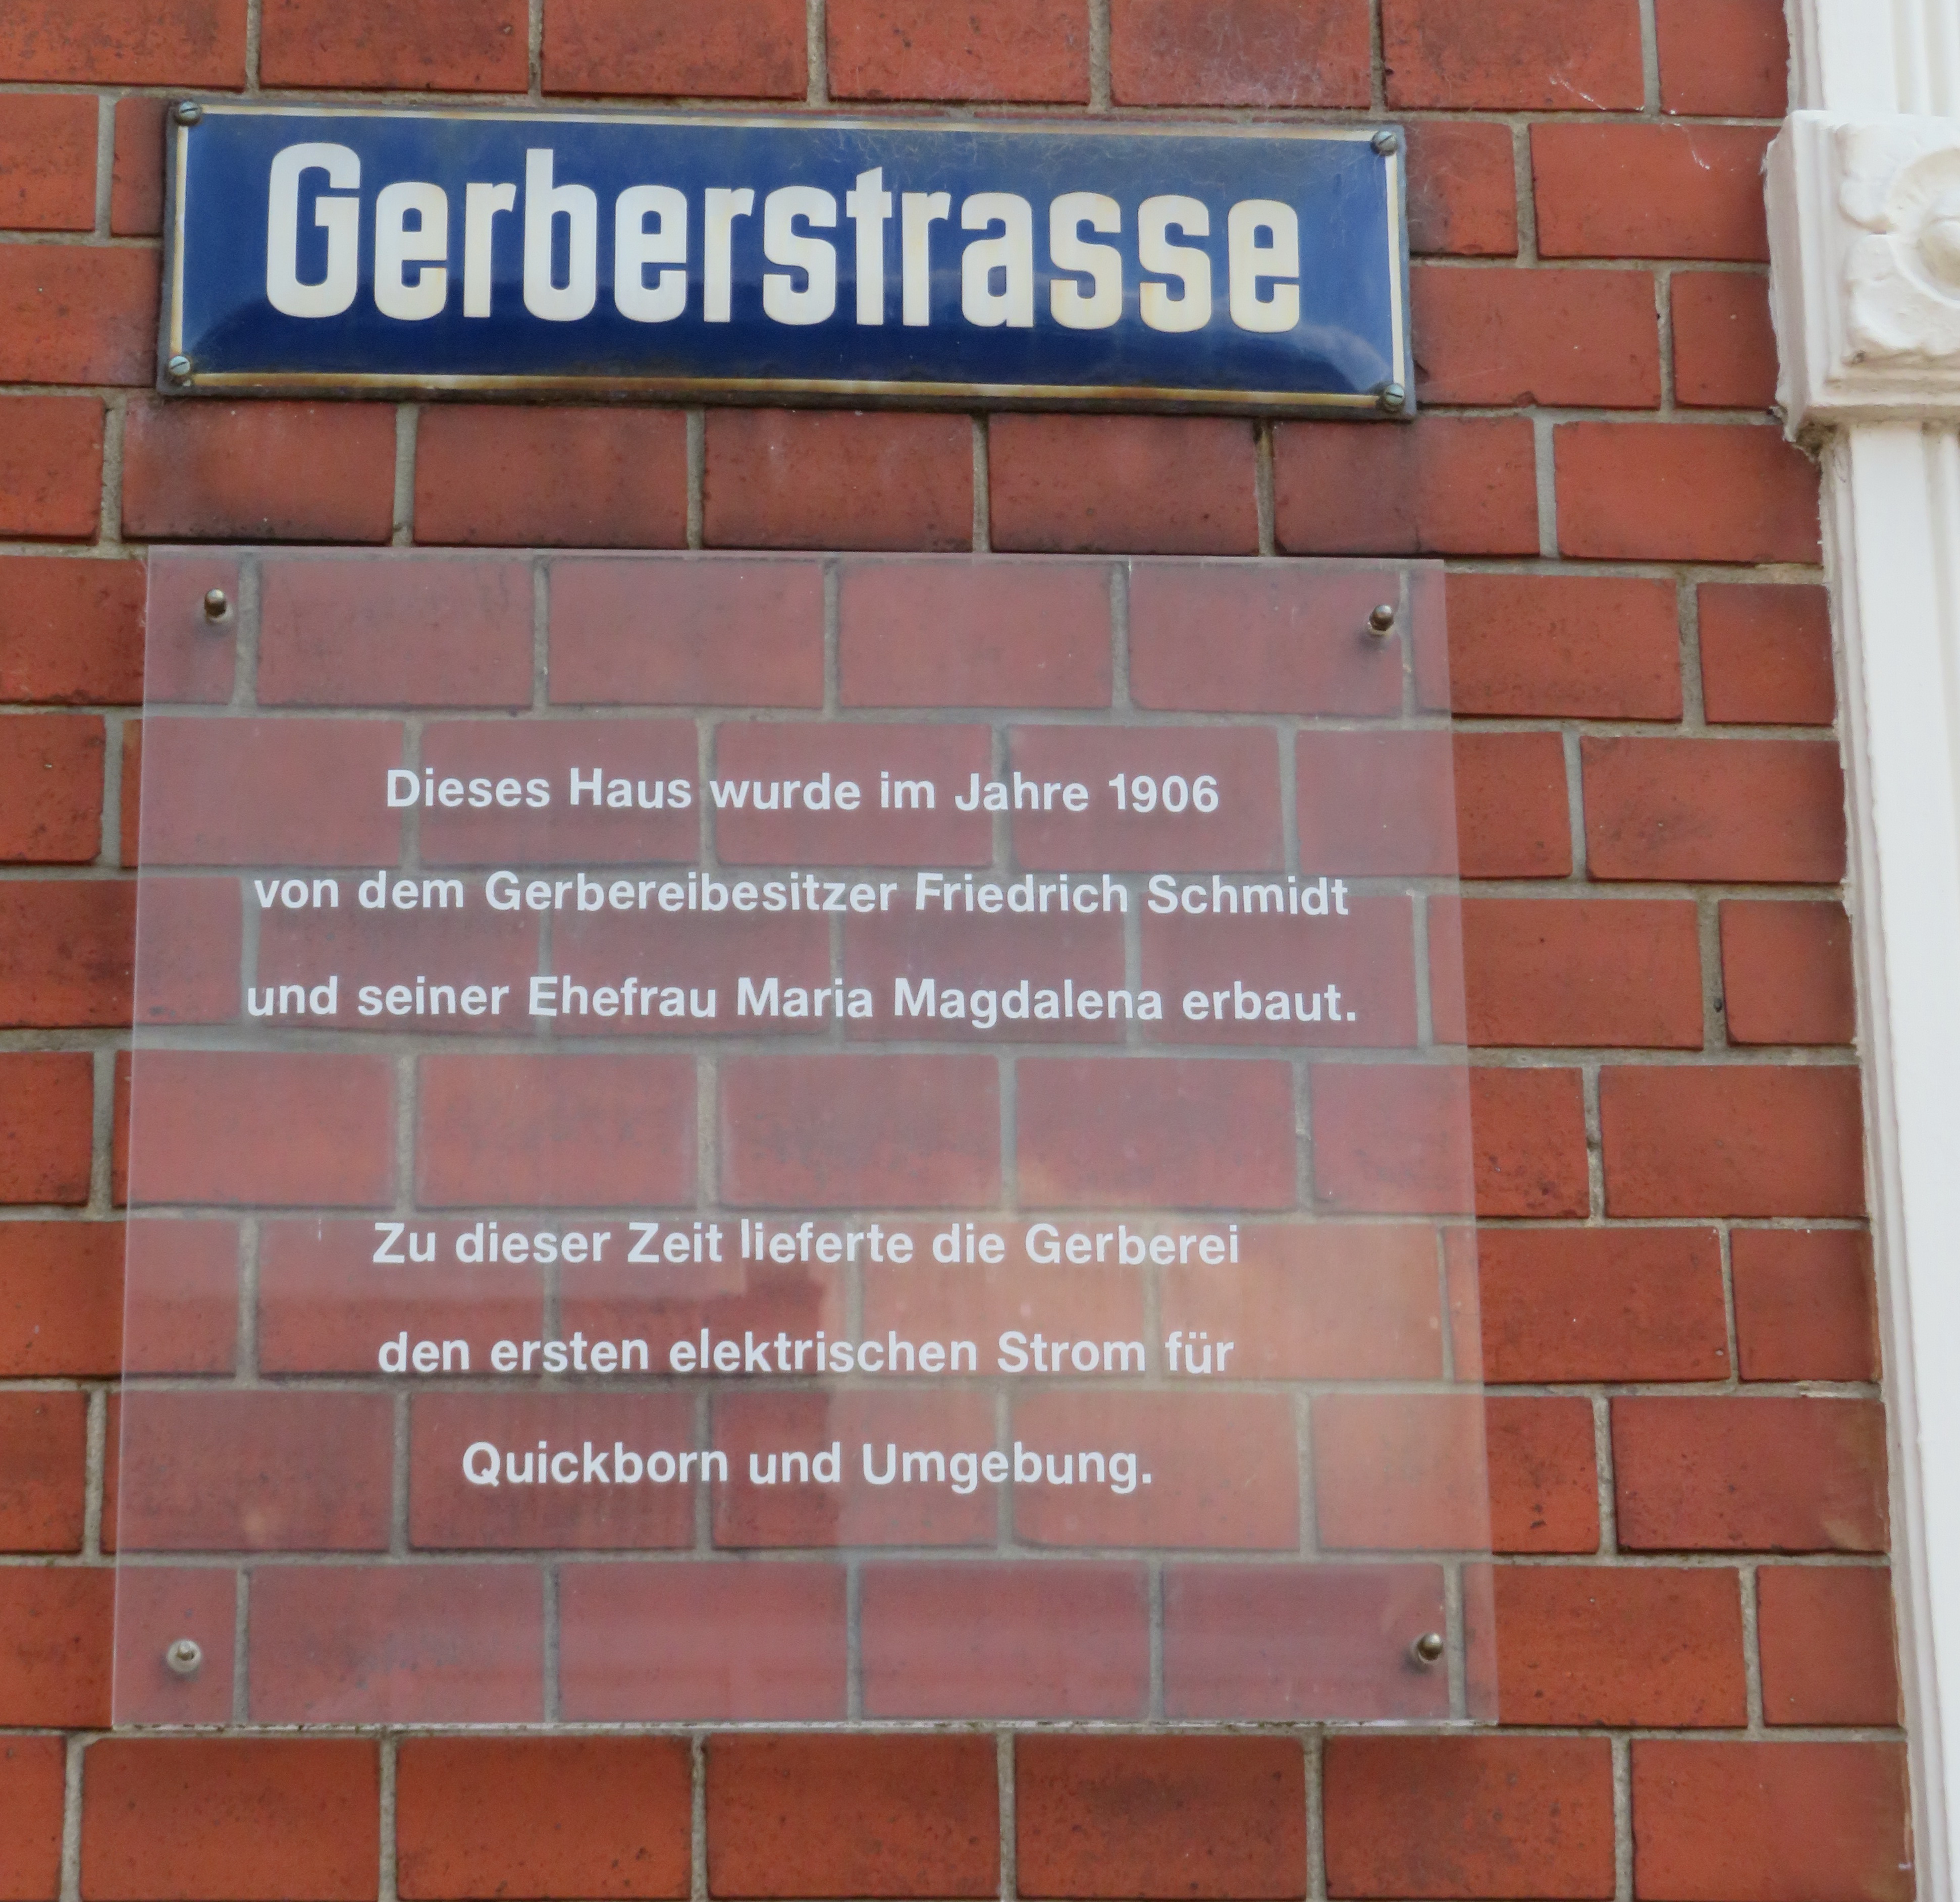 Gerberstrasse
Dieses Haus wurde im Jahre 1906
von dem Gerbereibesitzer Friedrich Schmidt
und seiner Ehefrau Maria Magdalena erbaut.
Zu dieser Zeit lieferte die Gerberei
den ersten elektrischen Strom für
Quickborn und Umgebung.